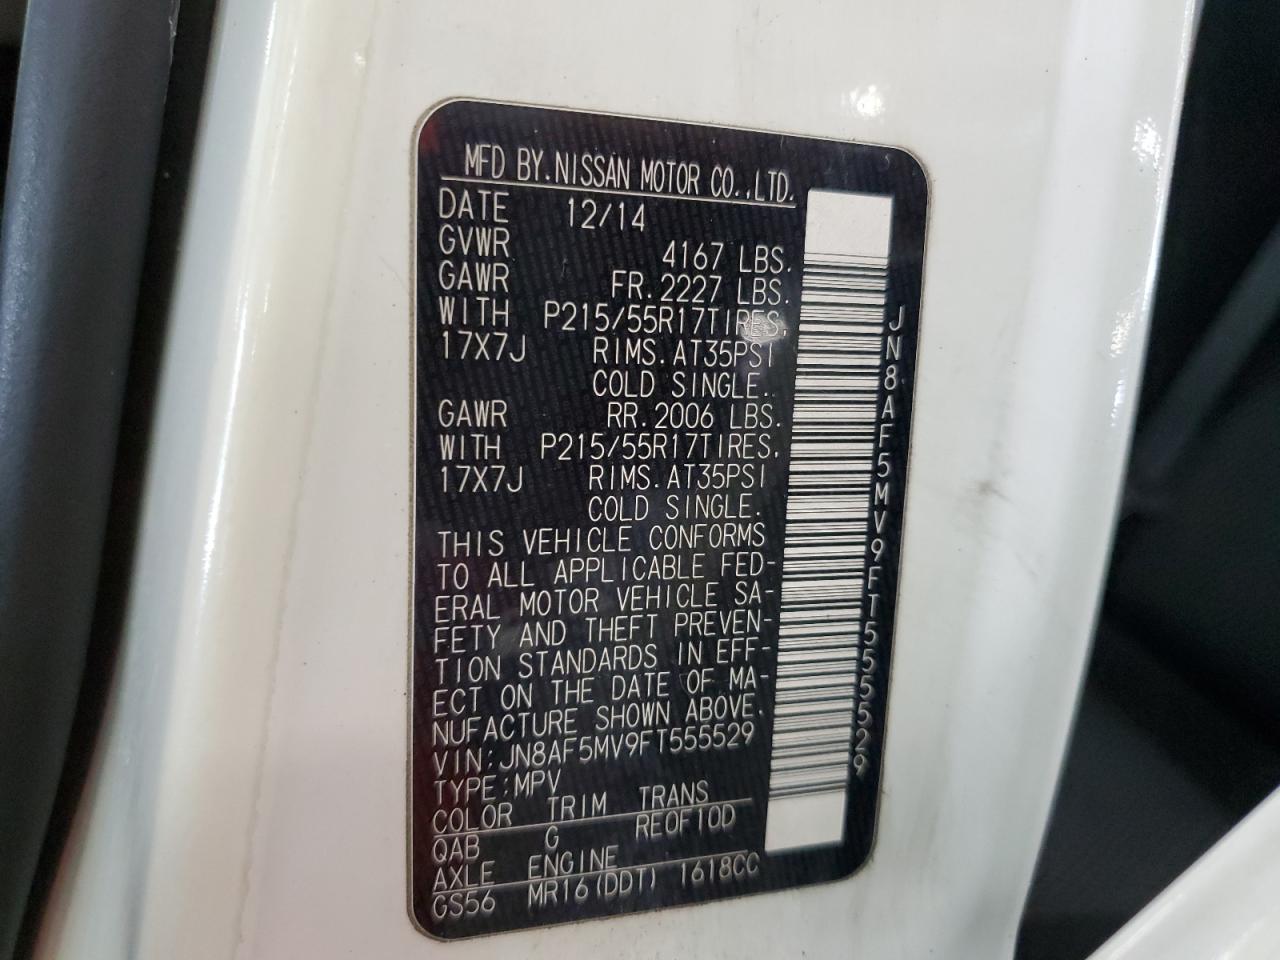 MFD BY.NISSAN MOTOR CO.,LTD.
DATE 12/14
GVWR 4167 LBS.
GAWR FR.2227 LBS.
WITH P215/55R17TIRES,
17X7J RIMS.AT35PSI
COLD SINGLE.
GAWR RR.2006 LBS.
WITH P215/55R17TIRES,
17X7J RIMS.AT35PSI
COLD SINGLE.
THIS VEHICLE CONFORMS
TO ALL APPLICABLE FED-
ERAL MOTOR VEHICLE SA-
FETY AND THEFT PREVEN-
TION STANDARDS IN EFF-
ECT ON THE DATE OF MA-
NUFACTURE SHOWN ABOVE.
VIN:JN8AF5MV9FT555529
TYPE:MPV
COLOR TRIM TRANS
QAB G RE0F10D
AXLE ENGINE
GS56 MR16(DDT) 1618CC
JN8AF5MV9FT555529